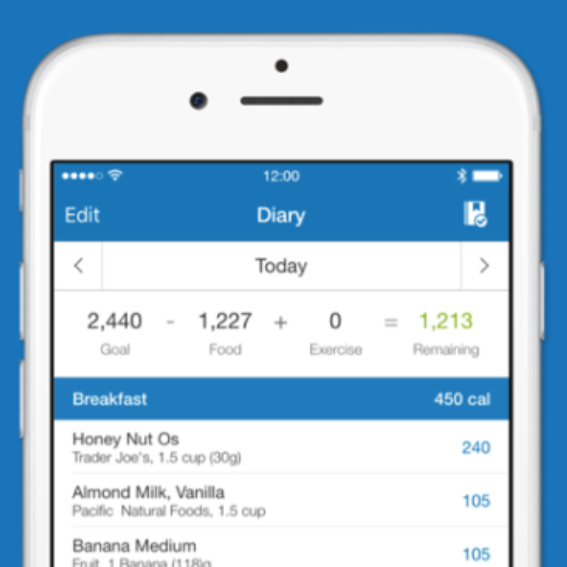 12:00
Edit Diary
Today
2,440 - 1,227 + 0 = 1,213
Goal Food Exercise Remaining
Breakfast 450 cal
Honey Nut Os 240
Trader Joe's, 1.5 cup (30g)
Almond Milk, Vanilla 105
Pacific Natural Foods, 1.5 cup
Banana Medium 105
Fruit, 1 Banana (118)g